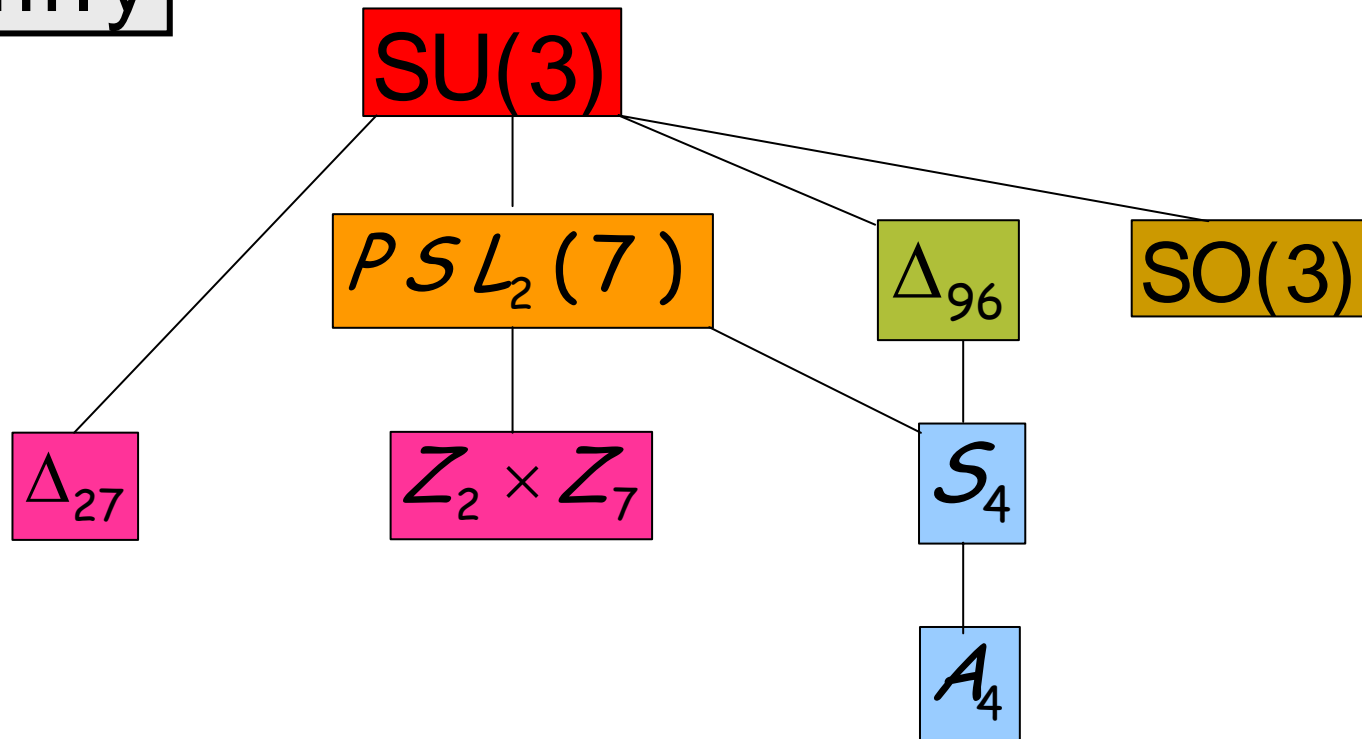 SU(3)
PSL₂(7)
Δ₉₆
SO(3)
Δ₂₇
Z₂ × Z₇
S₄
A₄